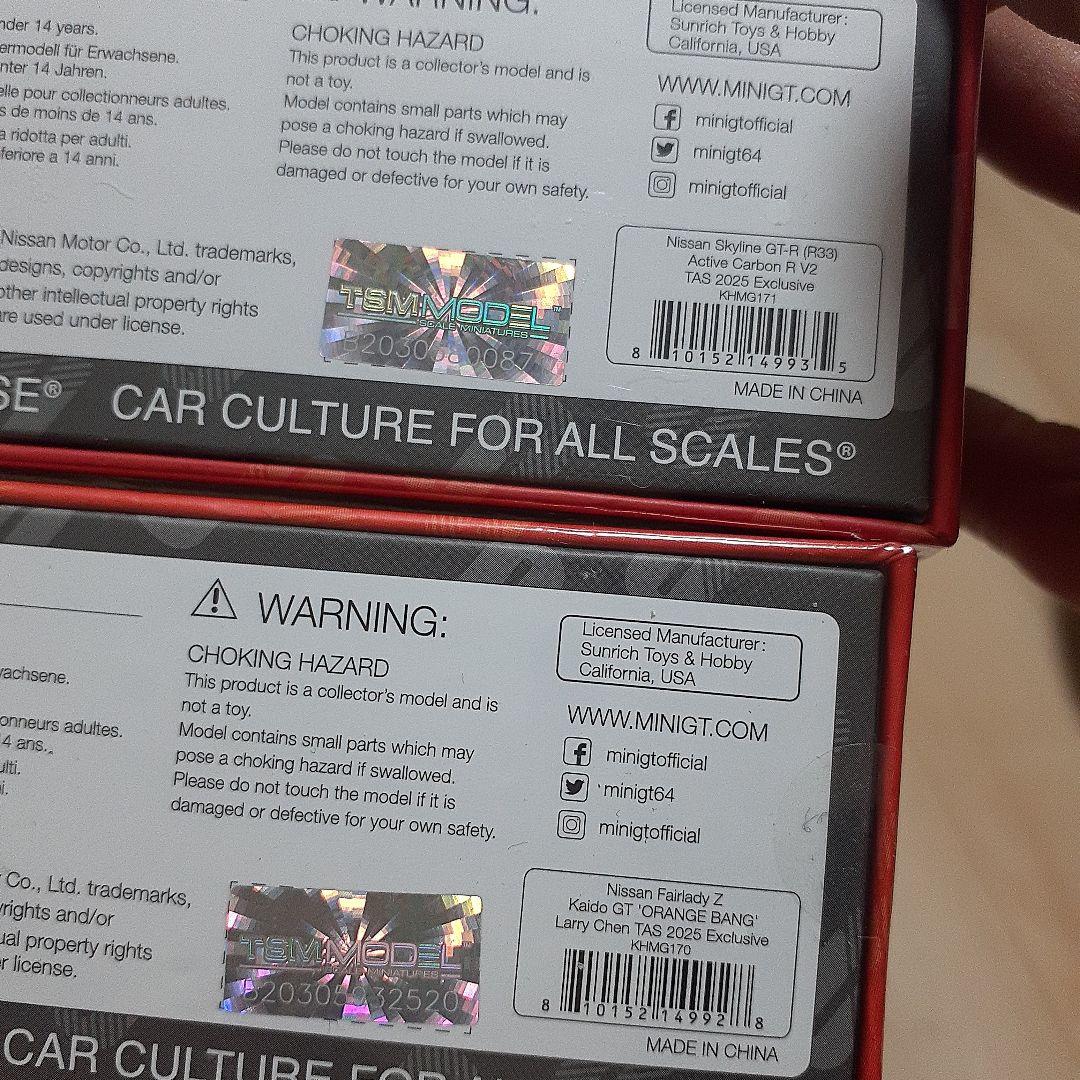 WARNING:
under 14 years.
ermodell für Erwachsene.
nter 14 Jahren.
elle pour collectionneurs adultes.
s de moins de 14 ans.
a ridotta per adulti.
feriore a 14 anni.
CHOKING HAZARD
This product is a collector's model and is
not a toy.
Model contains small parts which may
pose a choking hazard if swallowed.
Please do not touch the model if it is
damaged or defective for your own safety.
Licensed Manufacturer:
Sunrich Toys & Hobby
California, USA
WWW.MINIGT.COM
minigtofficial
minigt64
minigtofficial
Nissan Motor Co., Ltd. trademarks,
designs, copyrights and/or
other intellectual property rights
are used under license.
TSM MODEL™
SCALE MINIATURES
Nissan Skyline GT-R (R33)
Active Carbon R V2
TAS 2025 Exclusive
KHMG171
8 10152 14993 5
MADE IN CHINA
SE® CAR CULTURE FOR ALL SCALES®
WARNING:
CHOKING HAZARD
This product is a collector's model and is
not a toy.
Model contains small parts which may
pose a choking hazard if swallowed.
Please do not touch the model if it is
damaged or defective for your own safety.
wachsene.
onneurs adultes.
4 ans.
ulti.
i.
Licensed Manufacturer:
Sunrich Toys & Hobby
California, USA
WWW.MINIGT.COM
minigtofficial
minigt64
minigtofficial
Co., Ltd. trademarks,
yrights and/or
ual property rights
r license.
TSM MODEL
MINIATURES
Nissan Fairlady Z
Kaido GT 'ORANGE BANG'
Larry Chen TAS 2025 Exclusive
KHMG170
8 10152 14992 8
MADE IN CHINA
CAR CULTURE FOR